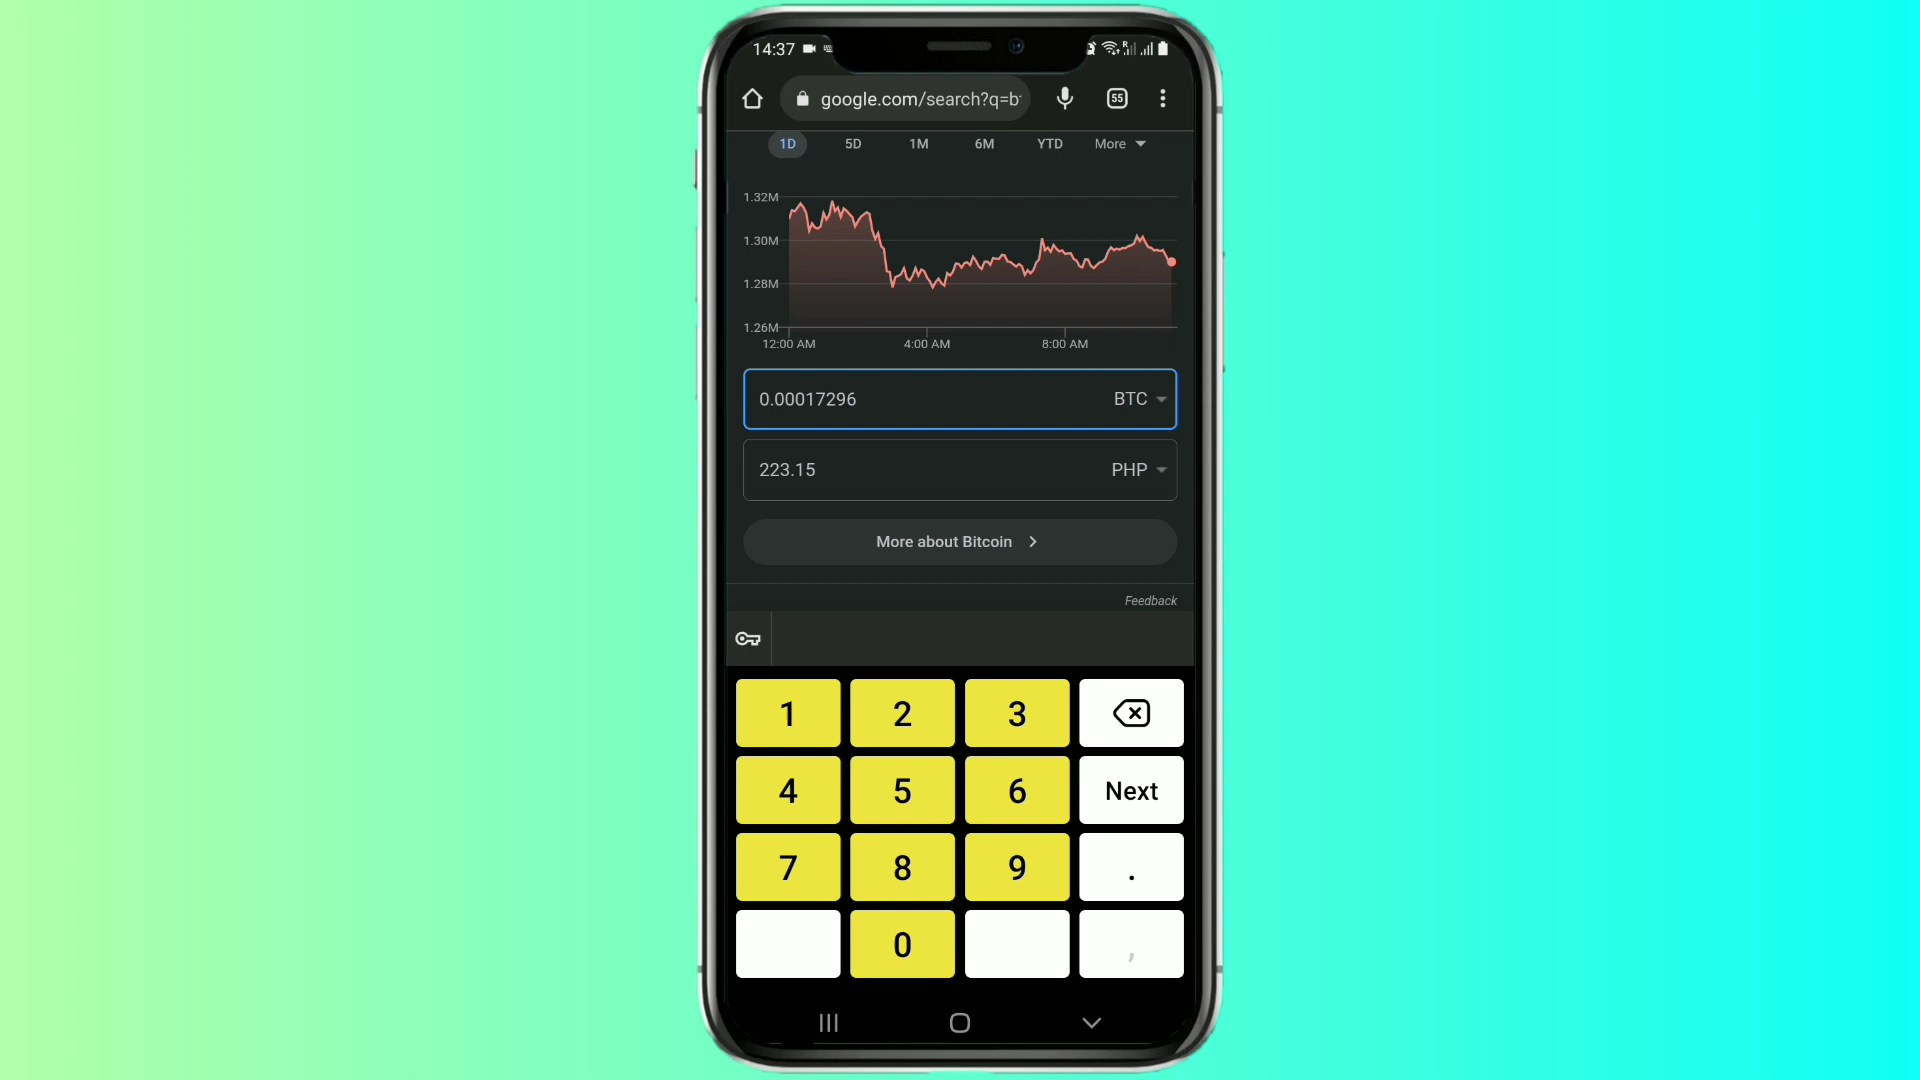 14:37
google.com/search?q=b
55
1D 5D 1M 6M YTD More
1.32M
1.30M
1.28M
1.26M
12:00 AM 4:00 AM 8:00 AM
0.00017296 BTC
223.15 PHP
More about Bitcoin
Feedback
1 2 3
4 5 6 Next
7 8 9 .
0 ,